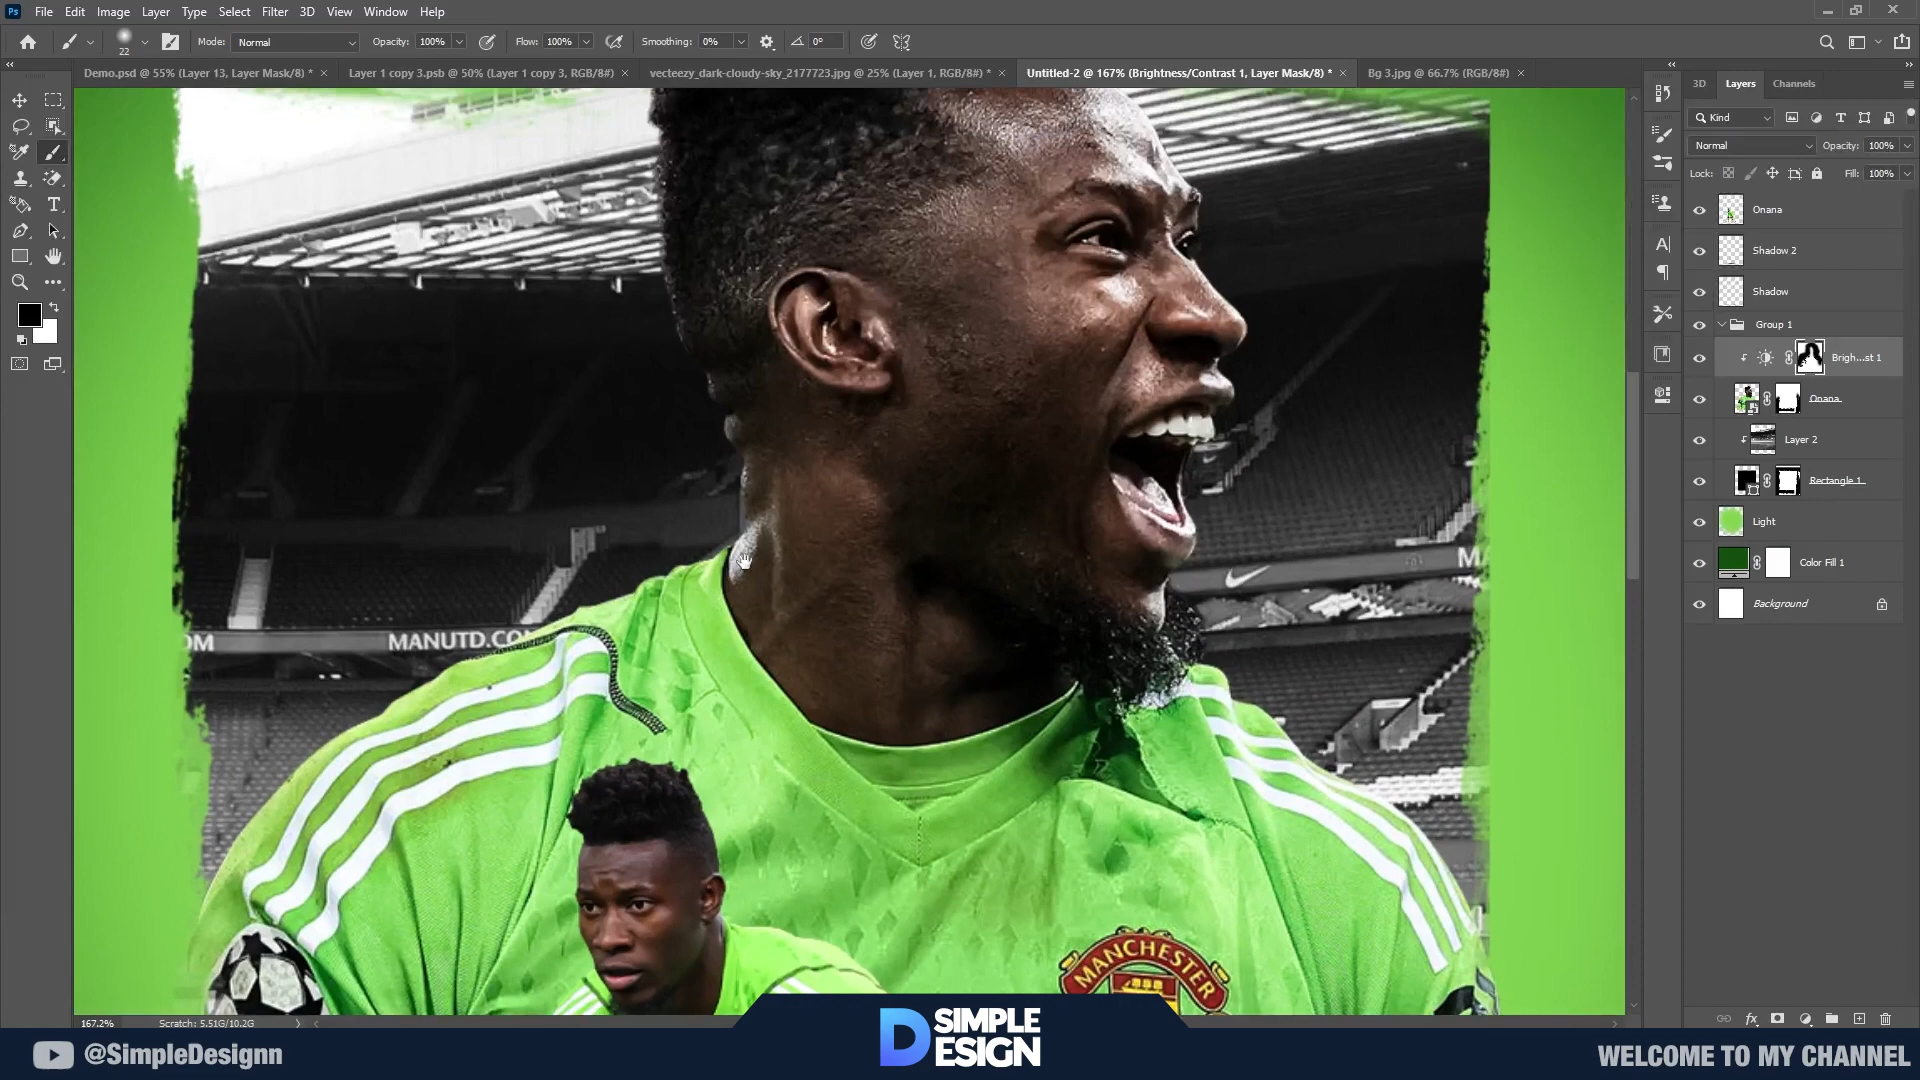 Ps File Edit Image Layer Type Select Filter 3D View Window Help
22 Mode: Normal Opacity: 100% Flow: 100% Smoothing: 0% 0°
Demo.psd @ 55% (Layer 13, Layer Mask/8) * × Layer 1 copy 3.psb @ 50% (Layer 1 copy 3, RGB/8#) × vecteezy_dark-cloudy-sky_2177723.jpg @ 25% (Layer 1, RGB/8#) * × Untitled-2 @ 167% (Brightness/Contrast 1, Layer Mask/8) * × Bg 3.jpg @ 66.7% (RGB/8#) ×
3D Layers Channels
Kind
Normal Opacity: 100%
Lock: Fill: 100%
Onana
Shadow 2
Shadow
Group 1
Brigh...st 1
Onana
Layer 2
Rectangle 1
Light
Color Fill 1
Background
OM
MANUTD.CO
M
MANCHESTER
167.2% Scratch: 5.51G/10.2G
@SimpleDesignn
D SIMPLE
ESIGN
WELCOME TO MY CHANNEL